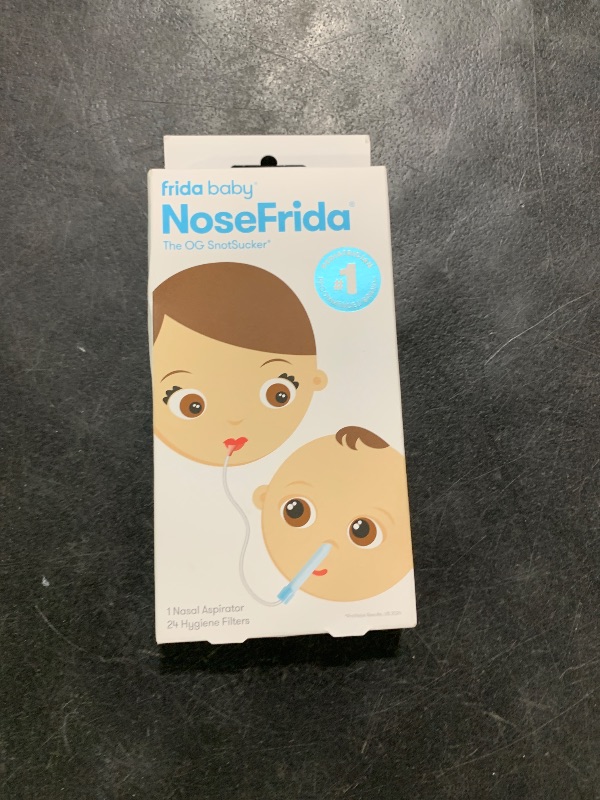 frida baby
NoseFrida®
The OG SnotSucker
#1
1 Nasal Aspirator
24 Hygiene Filters